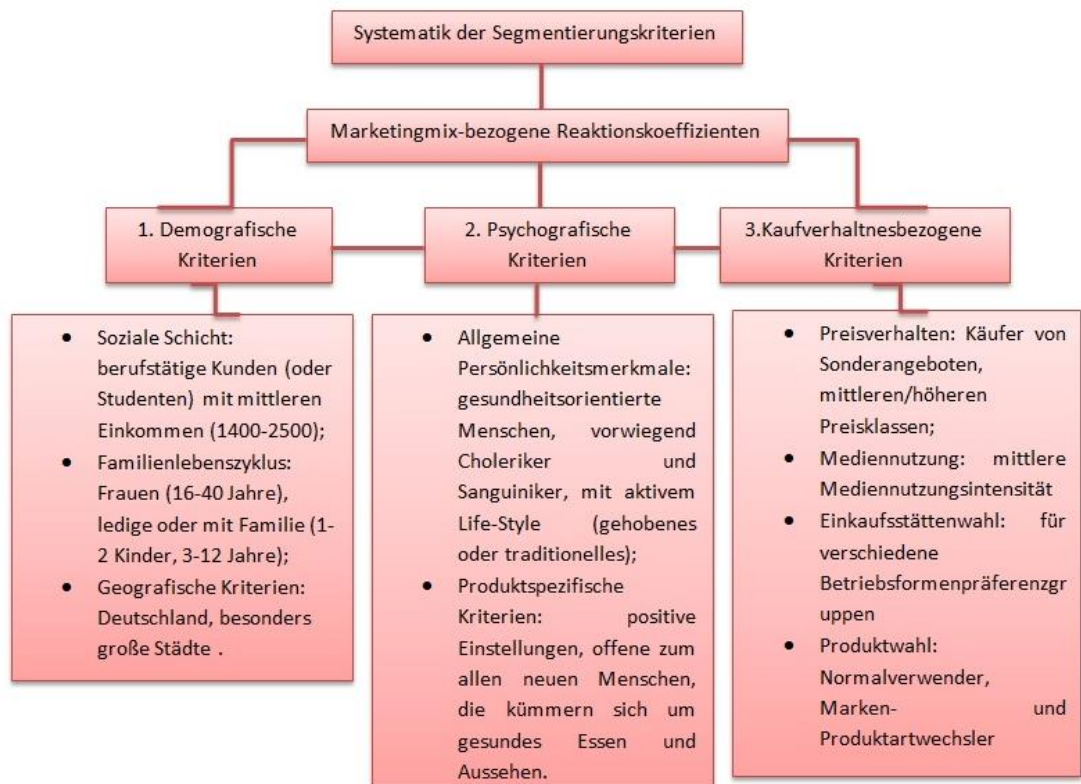 Systematik der Segmentierungskriterien
Marketingmix-bezogene Reaktionskoeffizienten
1. Demografische
Kriterien
2. Psychografische
Kriterien
3.Kaufverhaltnesbezogene
Kriterien
• Soziale Schicht:
berufstätige Kunden (oder
Studenten) mit mittleren
Einkommen (1400-2500);
• Familienlebenszyklus:
Frauen (16-40 Jahre),
ledige oder mit Familie (1-
2 Kinder, 3-12 Jahre);
• Geografische Kriterien:
Deutschland, besonders
große Städte .
• Allgemeine
Persönlichkeitsmerkmale:
gesundheitsorientierte
Menschen, vorwiegend
Choleriker und
Sanguiniker, mit aktivem
Life-Style (gehobenes
oder traditionelles);
• Produktspezifische
Kriterien: positive
Einstellungen, offene zum
allen neuen Menschen,
die kümmern sich um
gesundes Essen und
Aussehen.
• Preisverhalten: Käufer von
Sonderangeboten,
mittleren/höheren
Preisklassen;
• Mediennutzung: mittlere
Mediennutzungsintensität
• Einkaufsstättenwahl: für
verschiedene
Betriebsformenpräferenzgr
uppen
• Produktwahl:
Normalverwender,
Marken- und
Produktartwechsler